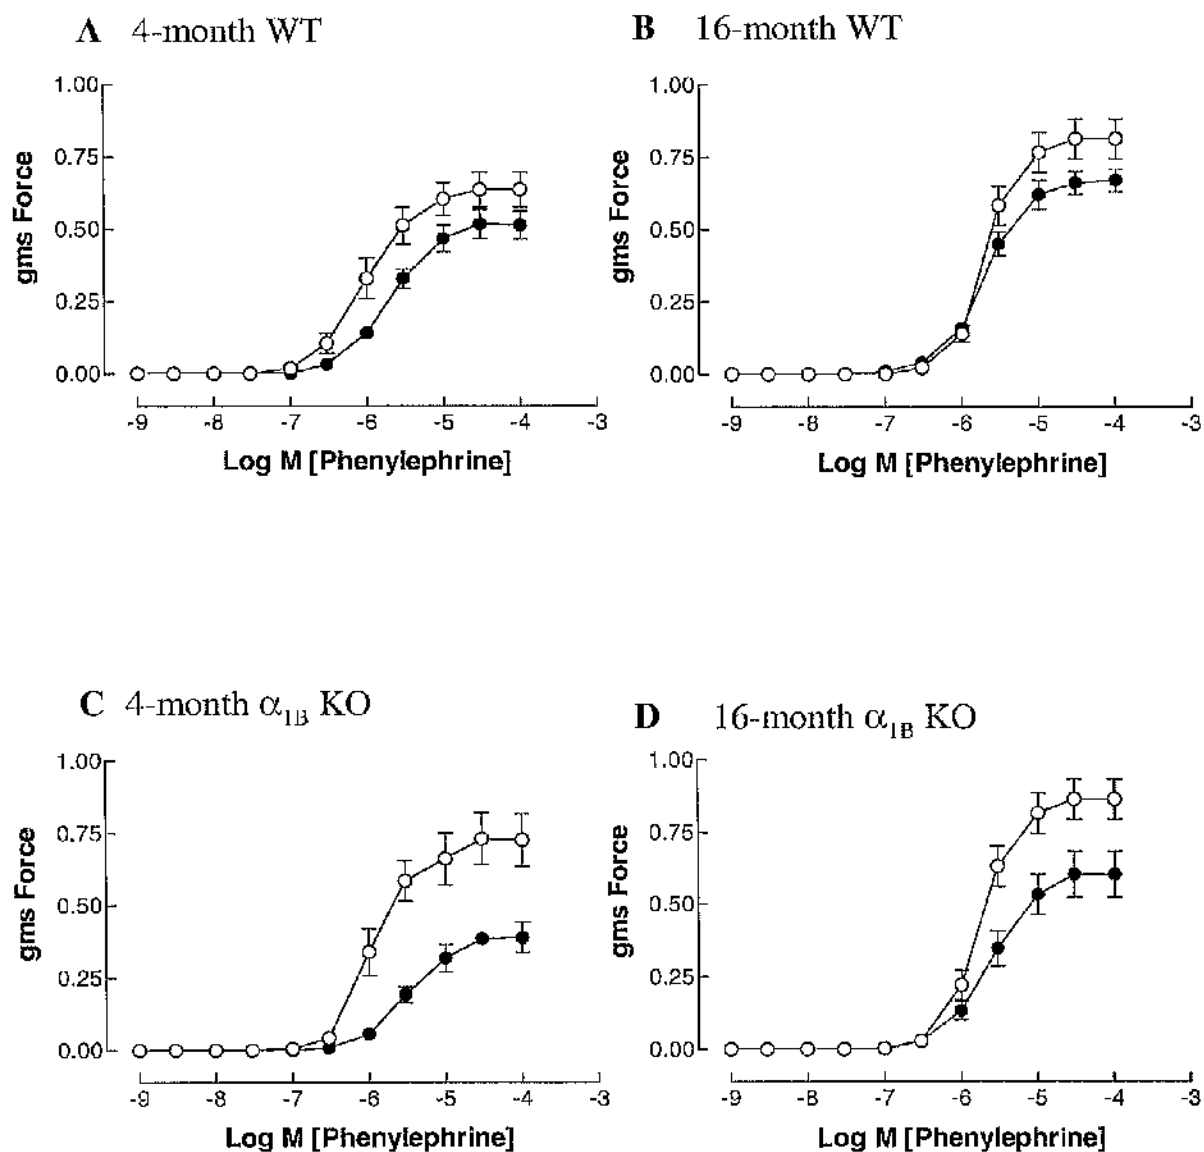 A 4-month WT
1.00
0.75
0.50
0.25
0.00
gms Force
-9 -8 -7 -6 -5 -4 -3
Log M [Phenylephrine]
B 16-month WT
1.00
0.75
0.50
0.25
0.00
gms Force
-9 -8 -7 -6 -5 -4 -3
Log M [Phenylephrine]
C 4-month α1B KO
1.00
0.75
0.50
0.25
0.00
gms Force
-9 -8 -7 -6 -5 -4 -3
Log M [Phenylephrine]
D 16-month α1B KO
1.00
0.75
0.50
0.25
0.00
gms Force
-9 -8 -7 -6 -5 -4 -3
Log M [Phenylephrine]